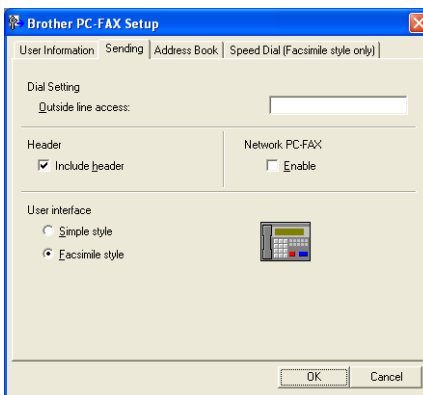 Brother PC-FAX Setup
User Information Sending Address Book Speed Dial (Facsimile style only)
Dial Setting
Outside line access:
Header Network PC-FAX
Include header Enable
User interface
Simple style
Facsimile style
OK Cancel